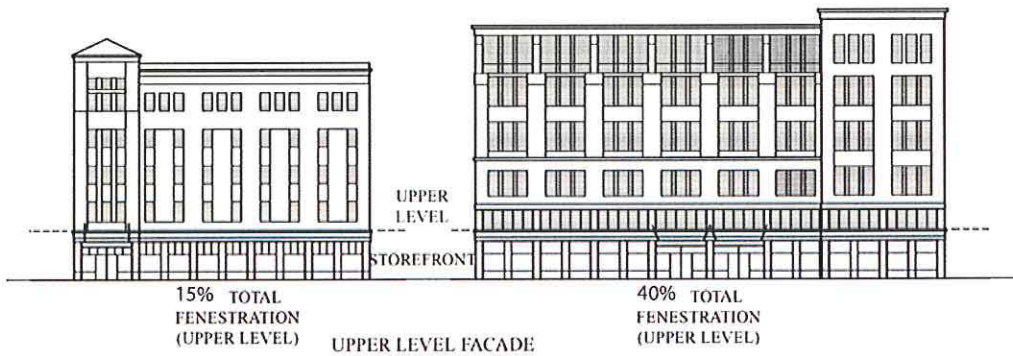 UPPER
LEVEL
STOREFRONT
15% TOTAL
FENESTRATION
(UPPER LEVEL)
40% TOTAL
FENESTRATION
(UPPER LEVEL)
UPPER LEVEL FACADE